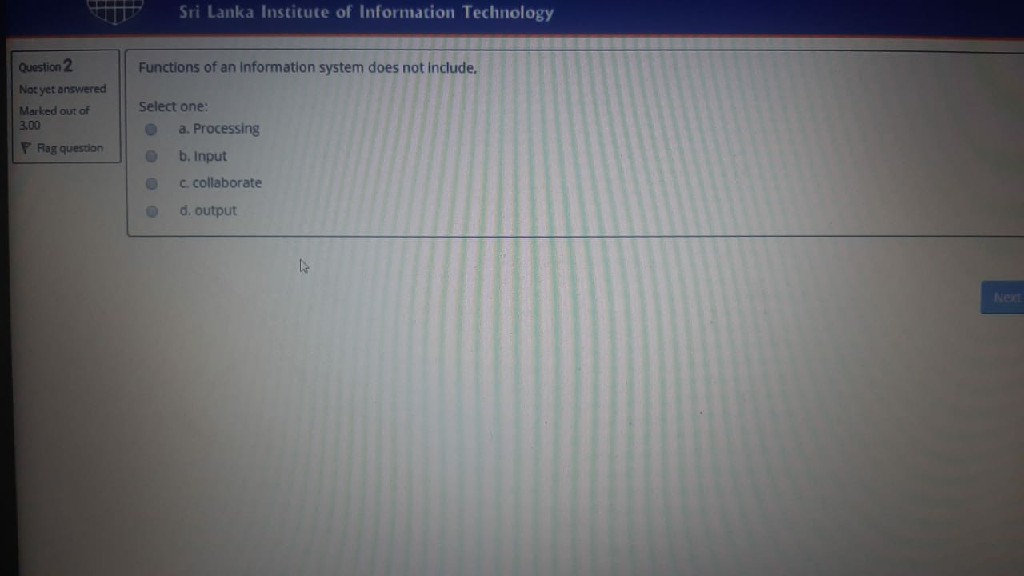 Sri Lanka Institute of Information Technology
Question 2
Not yet answered
Marked out of
3.00
Flag question
Functions of an information system does not include,
Select one:
a. Processing
b. Input
c. collaborate
d. output
Next